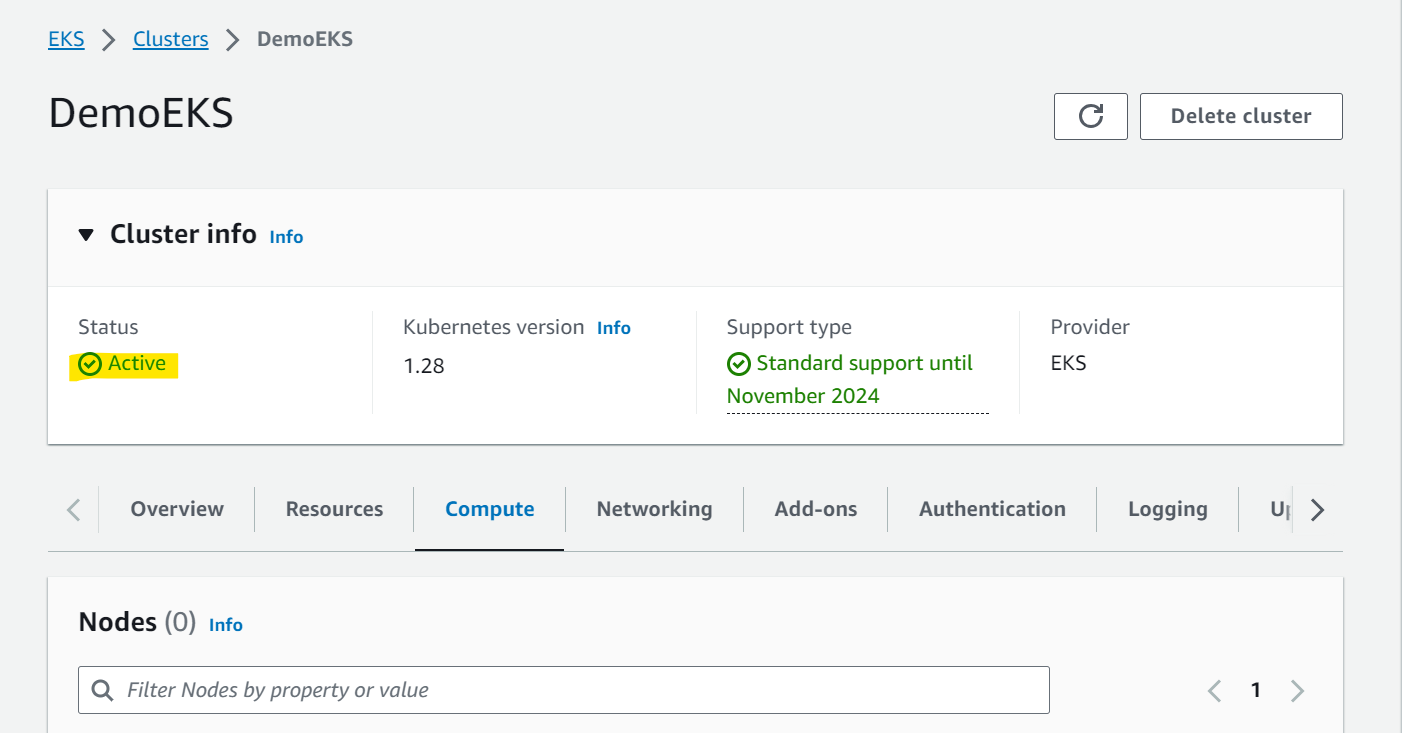 EKS > Clusters > DemoEKS
DemoEKS
Delete cluster
Cluster info Info
Status
Active
Kubernetes version Info
1.28
Support type
Standard support until
November 2024
Provider
EKS
Overview Resources Compute Networking Add-ons Authentication Logging
Nodes (0) Info
Filter Nodes by property or value
1